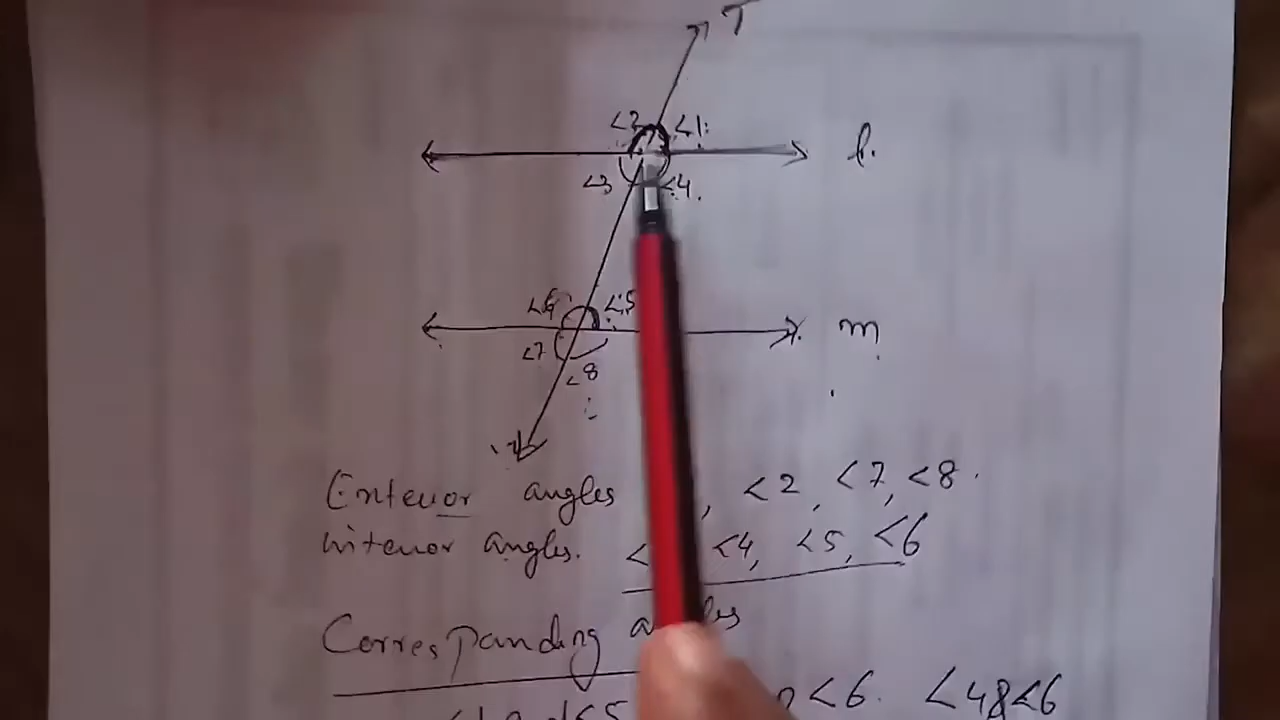 T
<2 <1
l.
<3 <4.
<6 <5
m
<7
<8
Exterior angles , <2, <7, <8.
interior angles. < <4, <5, <6
Corresponding
<5 <6. <4&<6